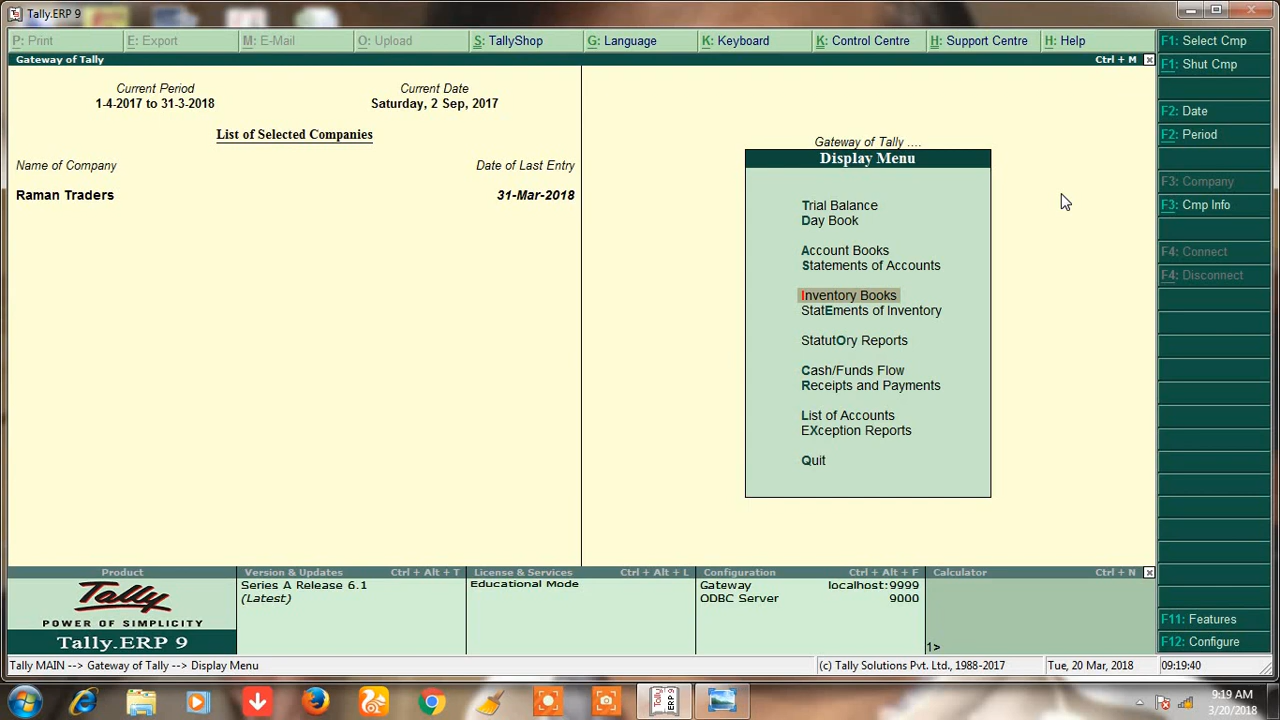 Tally.ERP 9
P: Print
E: Export
M: E-Mail
O: Upload
S: TallyShop
G: Language
K: Keyboard
K: Control Centre
H: Support Centre
H: Help
F1: Select Cmp
F1: Shut Cmp
F2: Date
F2: Period
F3: Company
F3: Cmp Info
F4: Connect
F4: Disconnect
F11: Features
F12: Configure
Gateway of Tally
Ctrl + M
Current Period
1-4-2017 to 31-3-2018
Current Date
Saturday, 2 Sep, 2017
List of Selected Companies
Name of Company
Date of Last Entry
Raman Traders
31-Mar-2018
Gateway of Tally ....
Display Menu
Trial Balance
Day Book
Account Books
Statements of Accounts
Inventory Books
StatEments of Inventory
StatutOry Reports
Cash/Funds Flow
Receipts and Payments
List of Accounts
EXception Reports
Quit
Product
Tally
POWER OF SIMPLICITY
Tally.ERP 9
Version & Updates
Ctrl + Alt + T
Series A Release 6.1
(Latest)
License & Services
Ctrl + Alt + L
Educational Mode
Configuration
Ctrl + Alt + F
Gateway
localhost:9999
ODBC Server
9000
Calculator
Ctrl + N
1>
Tally MAIN --> Gateway of Tally --> Display Menu
(c) Tally Solutions Pvt. Ltd., 1988-2017
Tue, 20 Mar, 2018
09:19:40
9:19 AM
3/20/2018